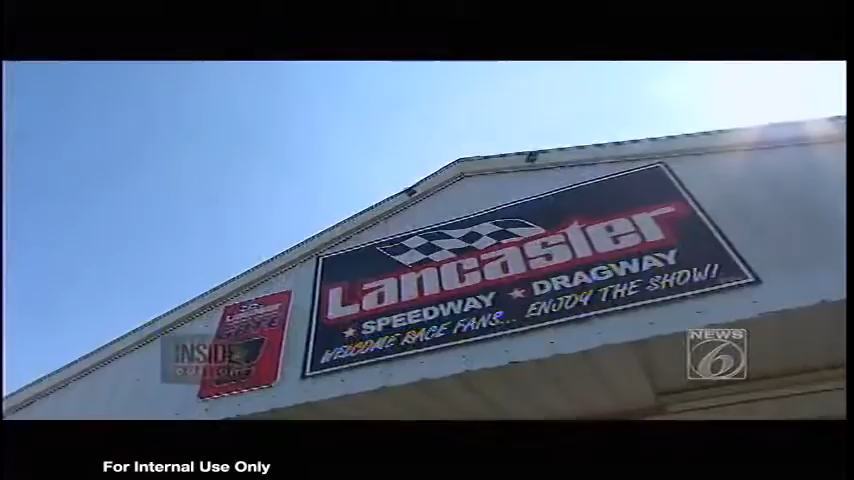 Lancaster
SPEEDWAY ★ DRAGWAY
WELCOME RACE FANS... ENJOY THE SHOW!
INSIDE
NEWS
6
For Internal Use Only